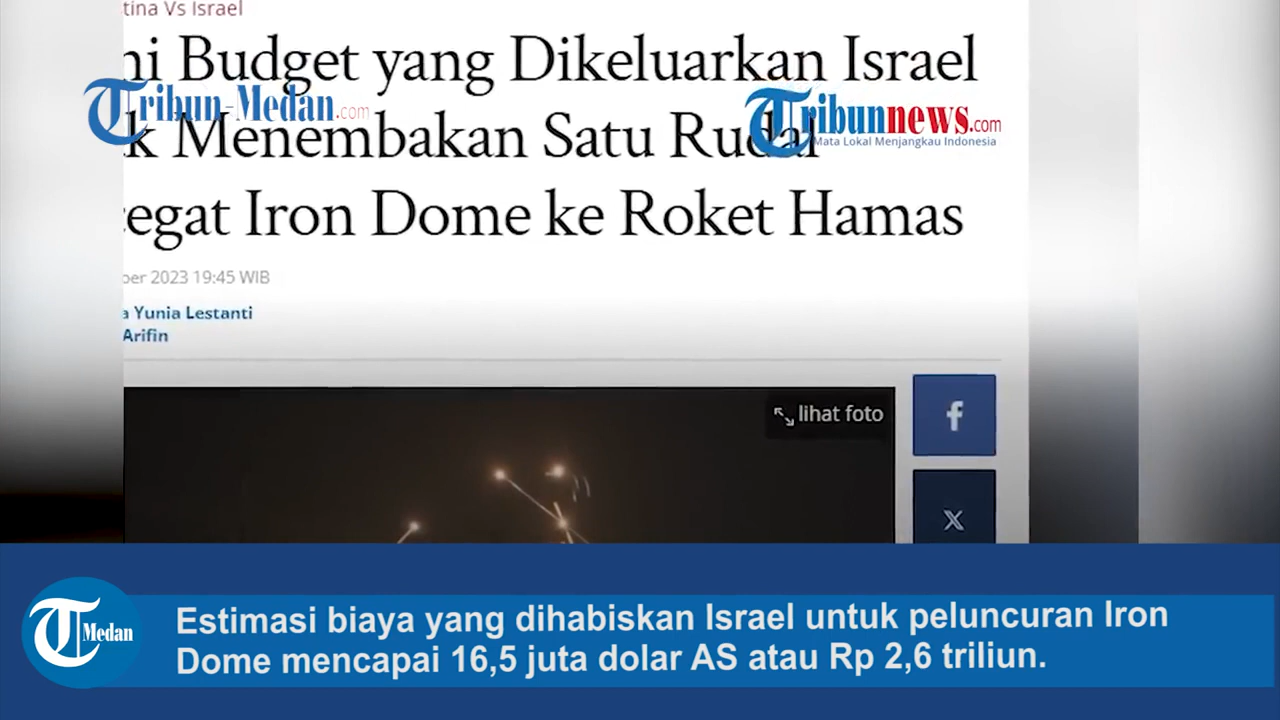 tina Vs Israel
ni Budget yang Dikeluarkan Israel
Tribun-Medan.com
Tribunnews.com
k Menembakan Satu Rudal
Mata Lokal Menjangkau Indonesia
cegat Iron Dome ke Roket Hamas
ber 2023 19:45 WIB
a Yunia Lestanti
Arifin
lihat foto
f
X
T Medan
Estimasi biaya yang dihabiskan Israel untuk peluncuran Iron
Dome mencapai 16,5 juta dolar AS atau Rp 2,6 triliun.